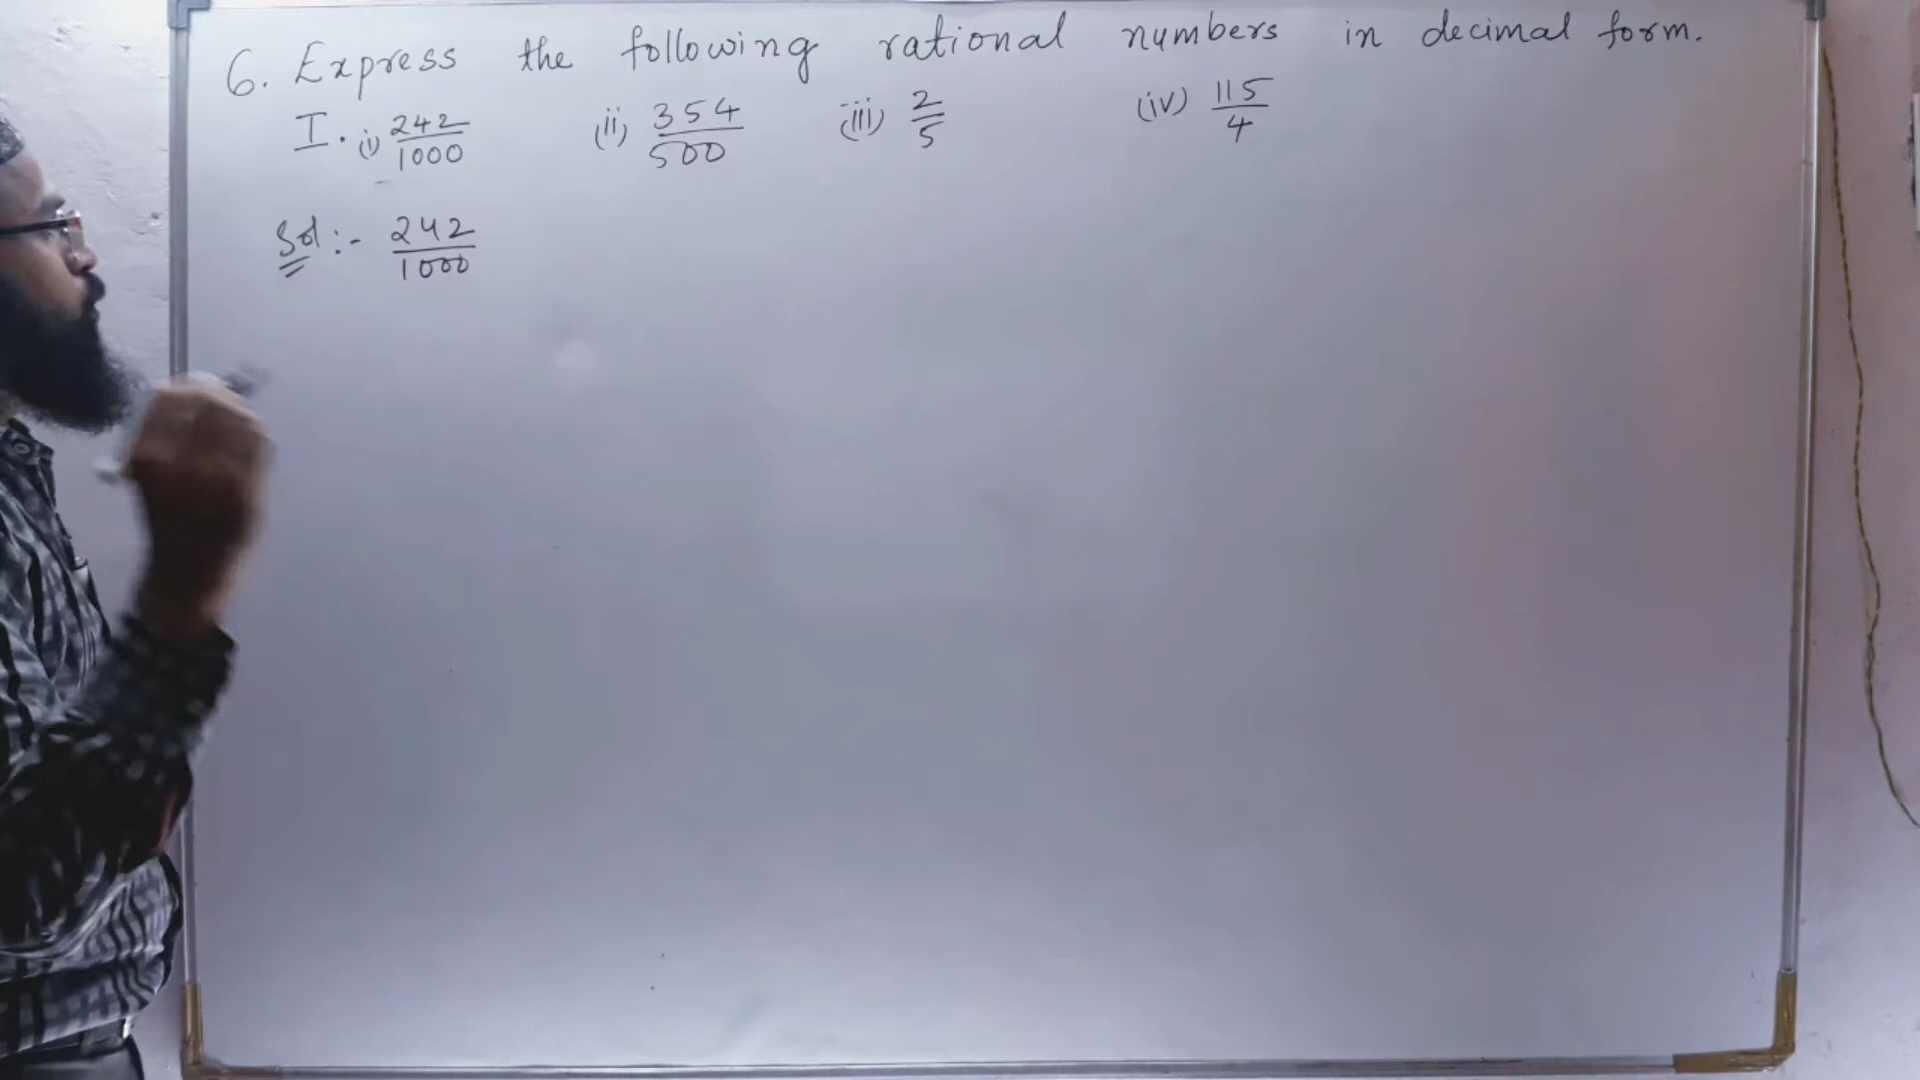 6. Express the following rational numbers in decimal form.
I. (i) 242/1000 (ii) 354/500 (iii) 2/5 (iv) 115/4
Sol :- 242/1000